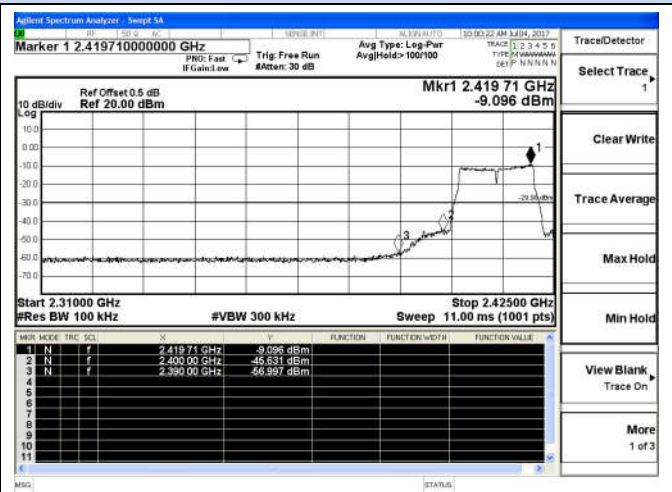 Agilent Spectrum Analyzer - Swept SA
RF 50 Ω AC SENSE:INT ALIGN AUTO 10:00:22 AM Jul 04, 2017
Marker 1 2.419710000000 GHz
PNO: Fast
IFGain:Low
Trig: Free Run
#Atten: 30 dB
Avg Type: Log-Pwr
Avg|Hold:> 100/100
TRACE 1 2 3 4 5 6
TYPE M
DET P N N N N N
Trace/Detector
Select Trace
1
Clear Write
Trace Average
Max Hold
Min Hold
View Blank
Trace On
More
1 of 3
Ref Offset 0.5 dB
10 dB/div Ref 20.00 dBm
Log
Mkr1 2.419 71 GHz
-9.096 dBm
10.0
0.00
-10.0
-20.0
-30.0
-40.0
-50.0
-60.0
-70.0
1
2
3
Start 2.31000 GHz
Stop 2.42500 GHz
#Res BW 100 kHz #VBW 300 kHz Sweep 11.00 ms (1001 pts)
MKR MODE TRC SCL X Y FUNCTION FUNCTION WIDTH FUNCTION VALUE
1 N f 2.419 71 GHz -9.096 dBm
2 N f 2.400 00 GHz -45.631 dBm
3 N f 2.390 00 GHz -56.997 dBm
4
5
6
7
8
9
10
11
MSG STATUS